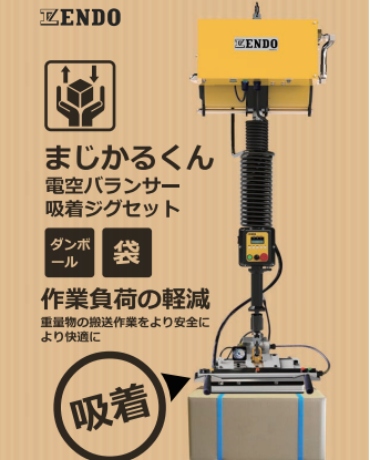 ENDO
ENDO
まじかるくん
電空バランサー
吸着ジグセット
ダンボ
ール
袋
作業負荷の軽減
重量物の搬送作業をより安全に
より快適に
吸着